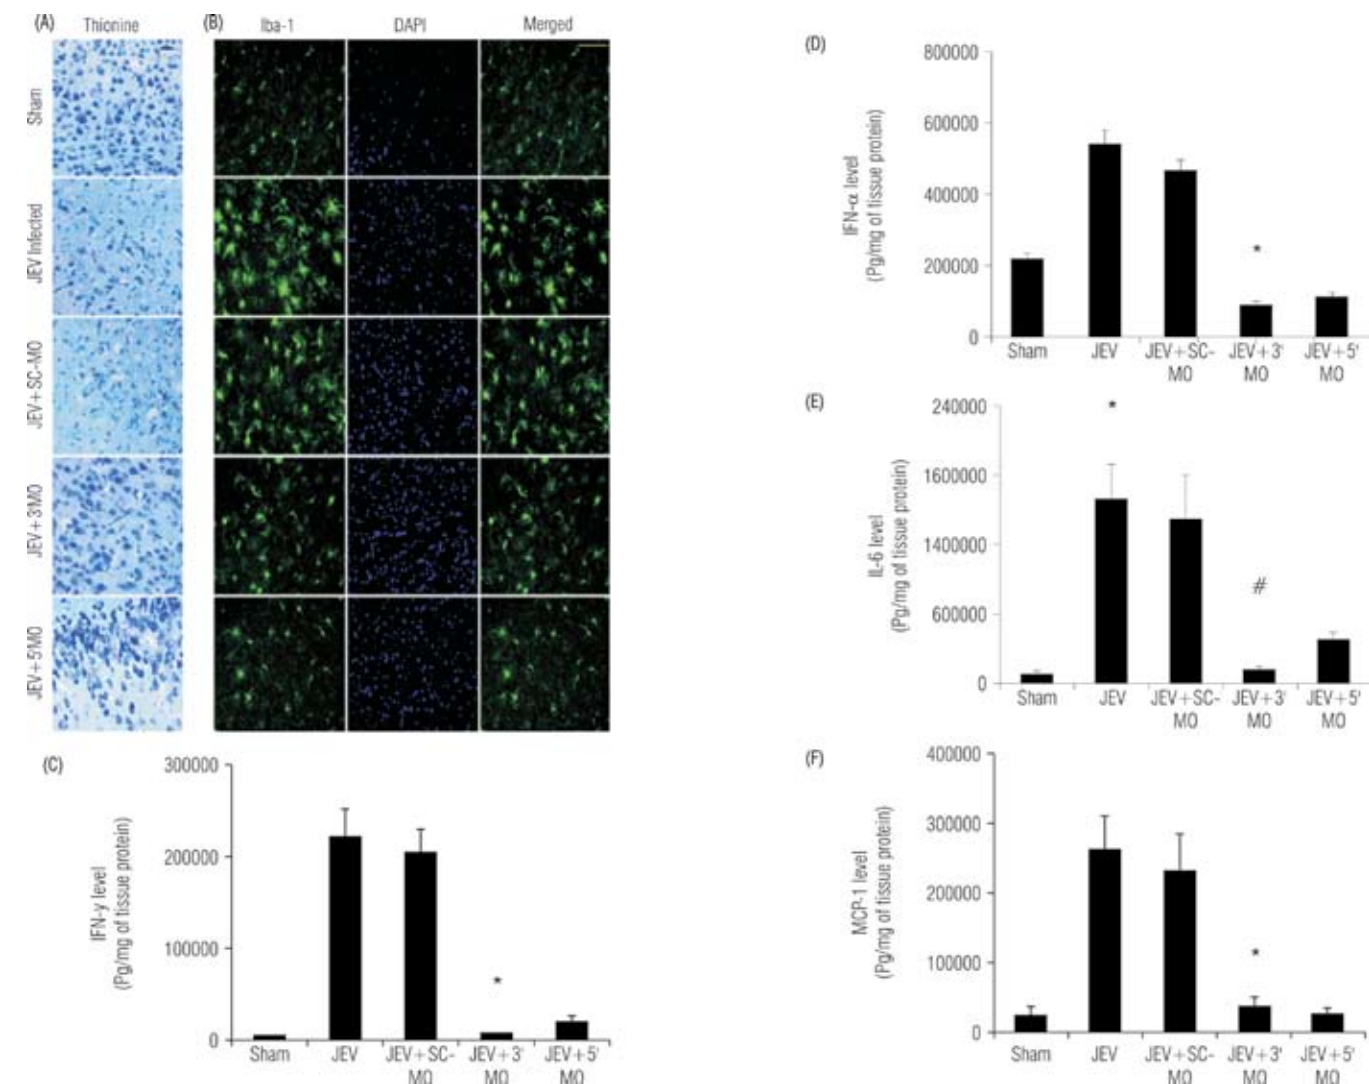 (A) Thionine
(B) Iba-1 DAPI Merged
Sham
JEV Infected
JEV+SC-MO
JEV+3'MO
JEV+5'MO
(C)
IFN-y level
(Pg/mg of tissue protein)
300000
200000
100000
0
Sham JEV JEV+SC- JEV+3' JEV+5'
MO MO MO
*
(D)
IFN-α level
(Pg/mg of tissue protein)
800000
600000
400000
200000
0
*
Sham JEV JEV+SC- JEV+3' JEV+5'
MO MO MO
(E)
IL-6 level
(Pg/mg of tissue protein)
240000
1600000
1400000
600000
0
*
#
Sham JEV JEV+SC- JEV+3' JEV+5'
MO MO MO
(F)
MCP-1 level
(Pg/mg of tissue protein)
400000
300000
200000
100000
0
*
Sham JEV JEV+SC- JEV+3' JEV+5'
MO MO MO